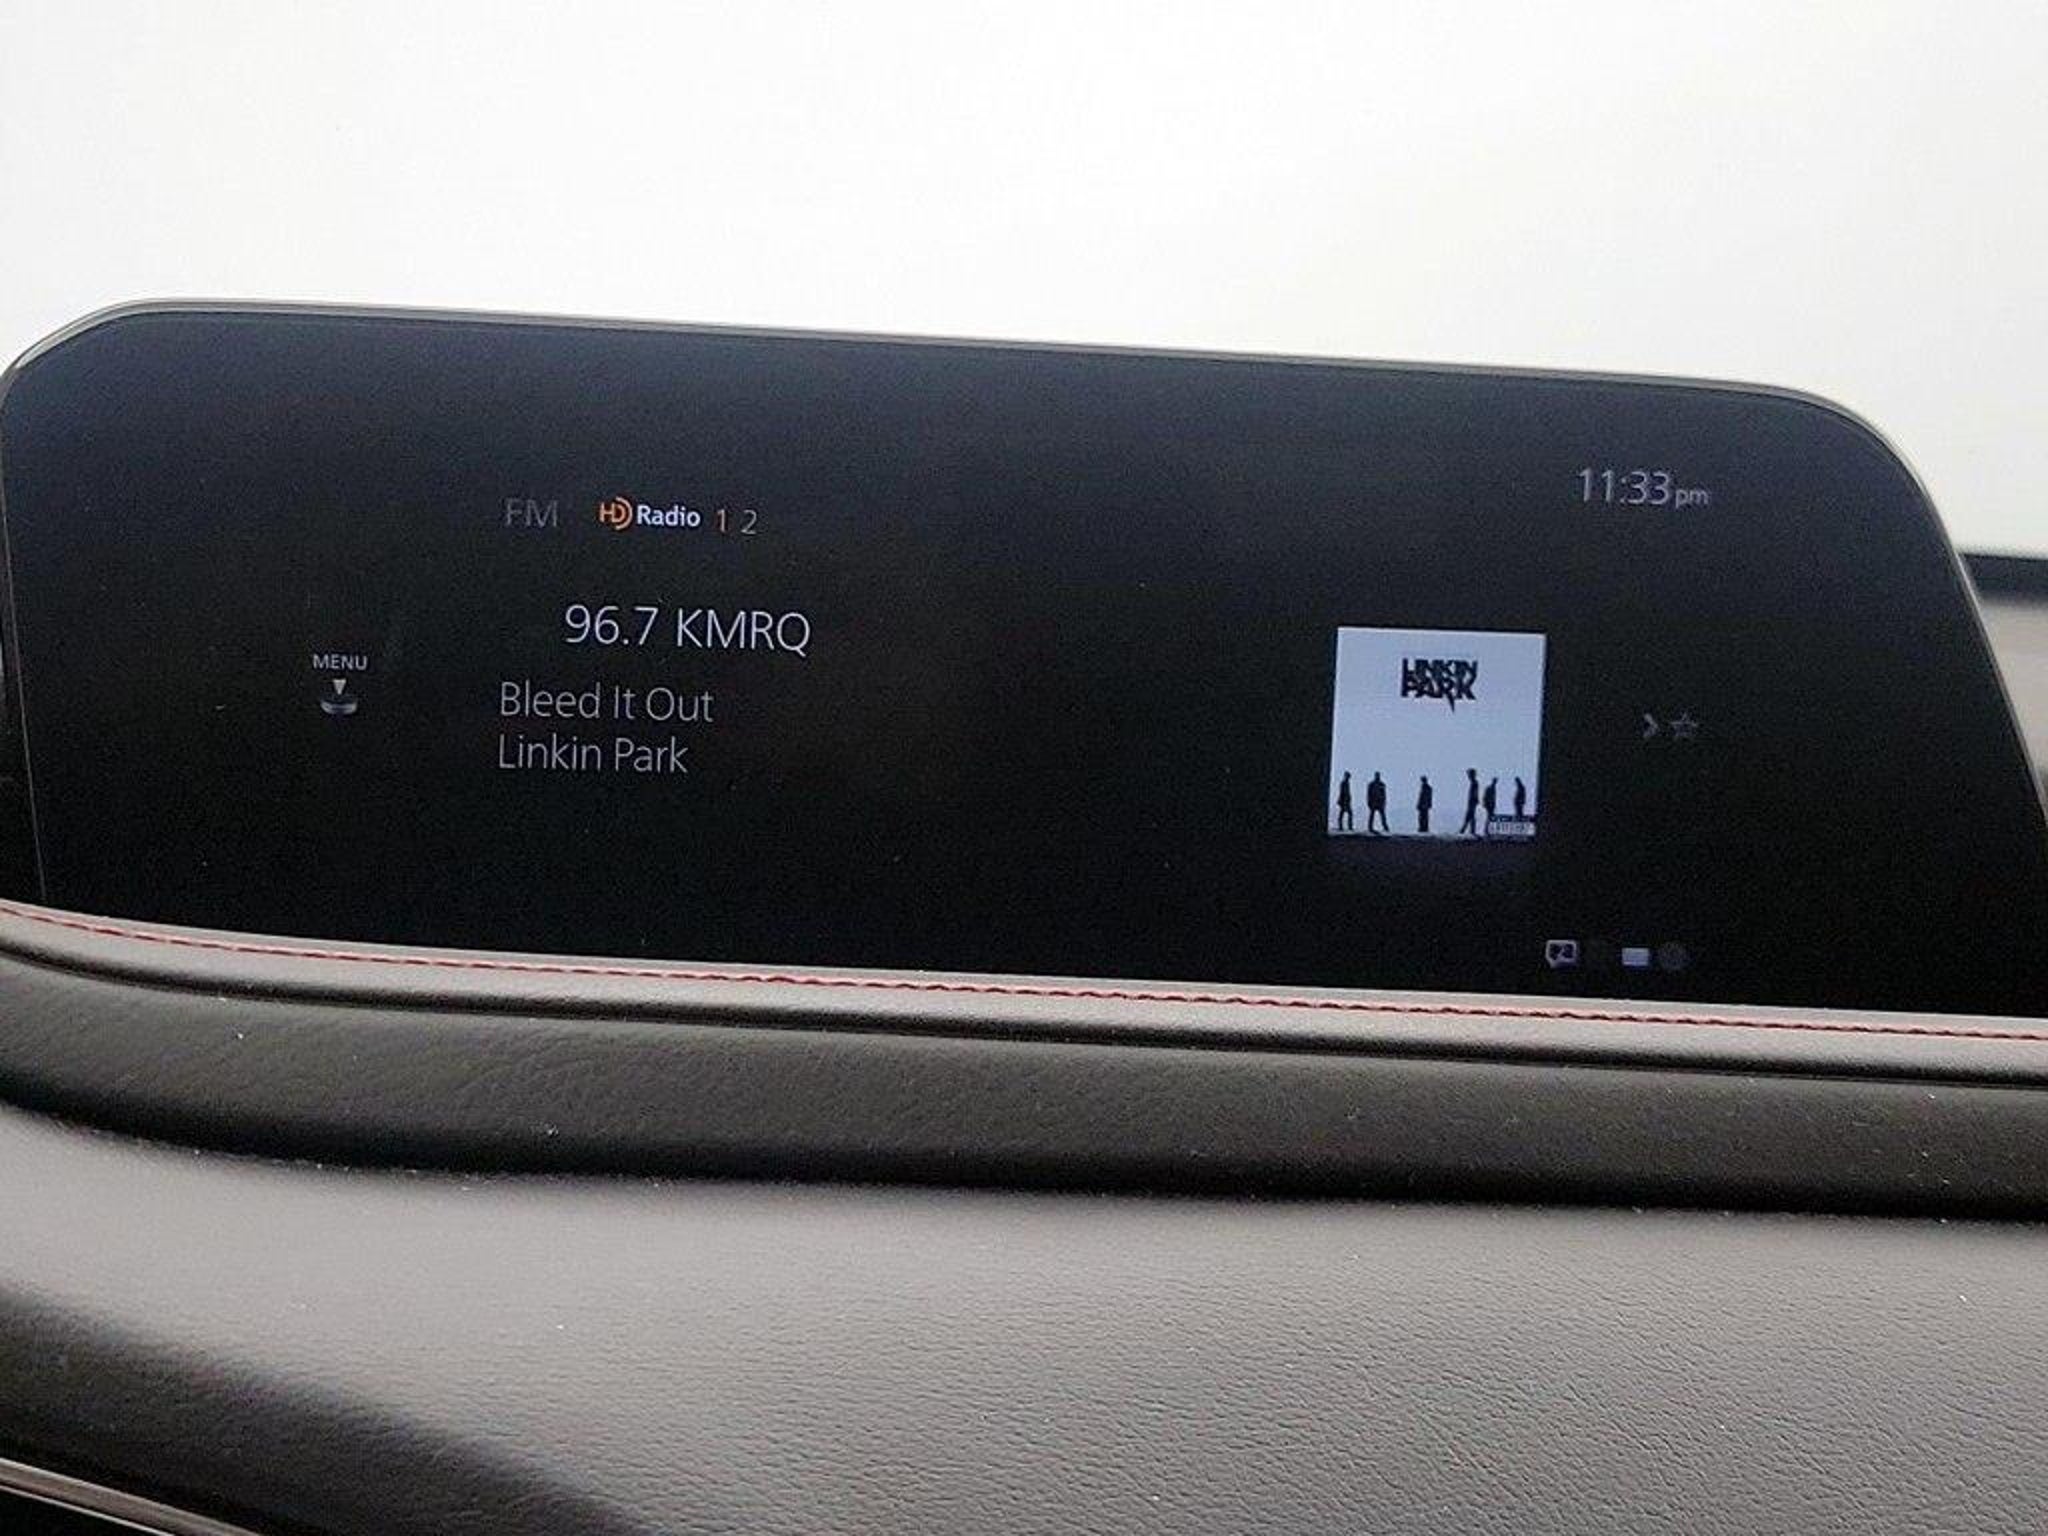 11:33pm
FM HD Radio 1 2
96.7 KMRQ
MENU
Bleed It Out
Linkin Park
LINKIN
PARK